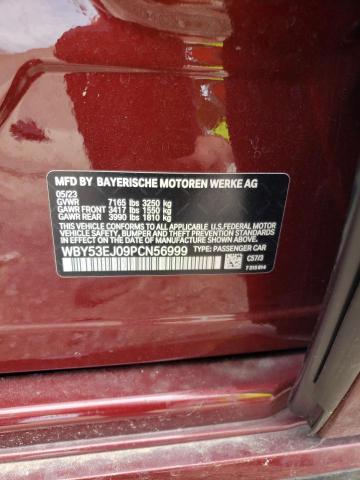 MFD BY BAYERISCHE MOTOREN WERKE AG
05/23
GVWR 7165 lbs 3250 kg
GAWR FRONT 3417 lbs 1550 kg
GAWR REAR 3990 lbs 1810 kg
THIS VEHICLE CONFORMS TO ALL APPLICABLE
U.S. FEDERAL MOTOR VEHICLE SAFETY, BUMPER,
AND THEFT PREVENTION STANDARDS IN EFFECT
ON THE DATE OF MANUFACTURE SHOWN ABOVE.
WBY53EJ09PCN56999 TYPE: PASSENGER CAR
C57/3